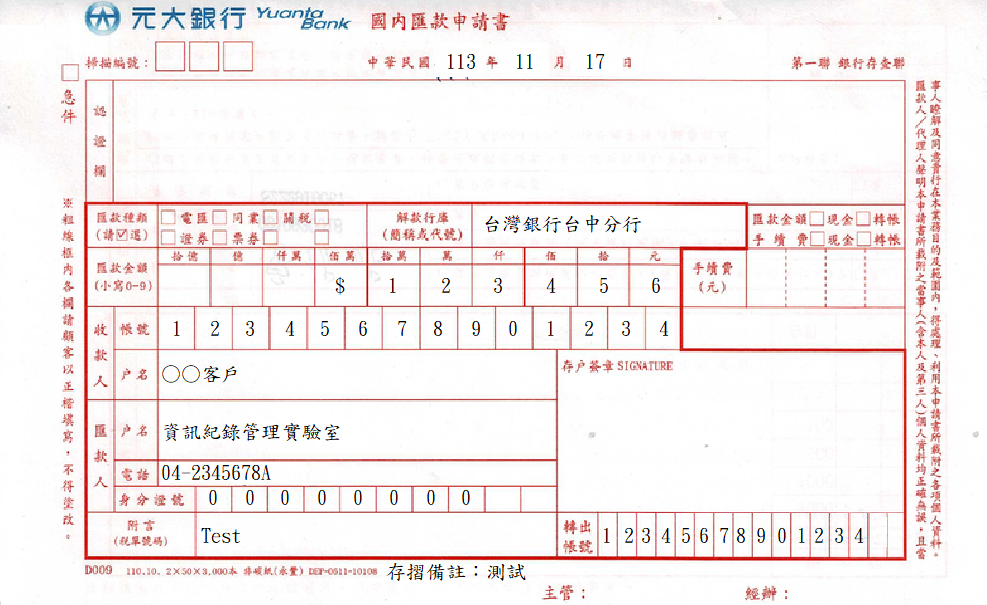 元大銀行 Yuanta Bank 國內匯款申請書
掃描編號：
中華民國 113 年 11 月 17 日
第一聯 銀行存查聯
急件
認證欄
※粗線框內各欄請顧客以正楷填寫，不得塗改。
匯款種類 (請☑選)
□電匯□同業□關稅□
□證券□票券□ □
解款行庫 (簡稱或代號)
台灣銀行台中分行
匯款金額□現金□轉帳
手續費□現金□轉帳
匯款金額 (小寫0-9)
拾億 億 仟萬 佰萬 拾萬 萬 仟 佰 拾 元
$ 1 2 3 4 5 6
手續費 (元)
收款人
帳號 1 2 3 4 5 6 7 8 9 0 1 2 3 4
戶名 ○○客戶
存戶簽章SIGNATURE
匯款人
戶名 資訊紀錄管理實驗室
電話 04-2345678A
身分證號 0 0 0 0 0 0 0 0
附言 (稅單號碼) Test
轉出帳號 1 2 3 4 5 6 7 8 9 0 1 2 3 4
D009 110.10. 2×50×3,000本 非碳紙(永豐) DEP-0511-10108
存摺備註：測試
主管：
經辦：
匯款人／代理人聲明本申請書所載附之當事人(含本人及第三人)個人資料均正確無誤，且當
事人瞭解及同意貴行在本業務目的及範圍內，得處理、利用本申請書所載附之各項個人資料。